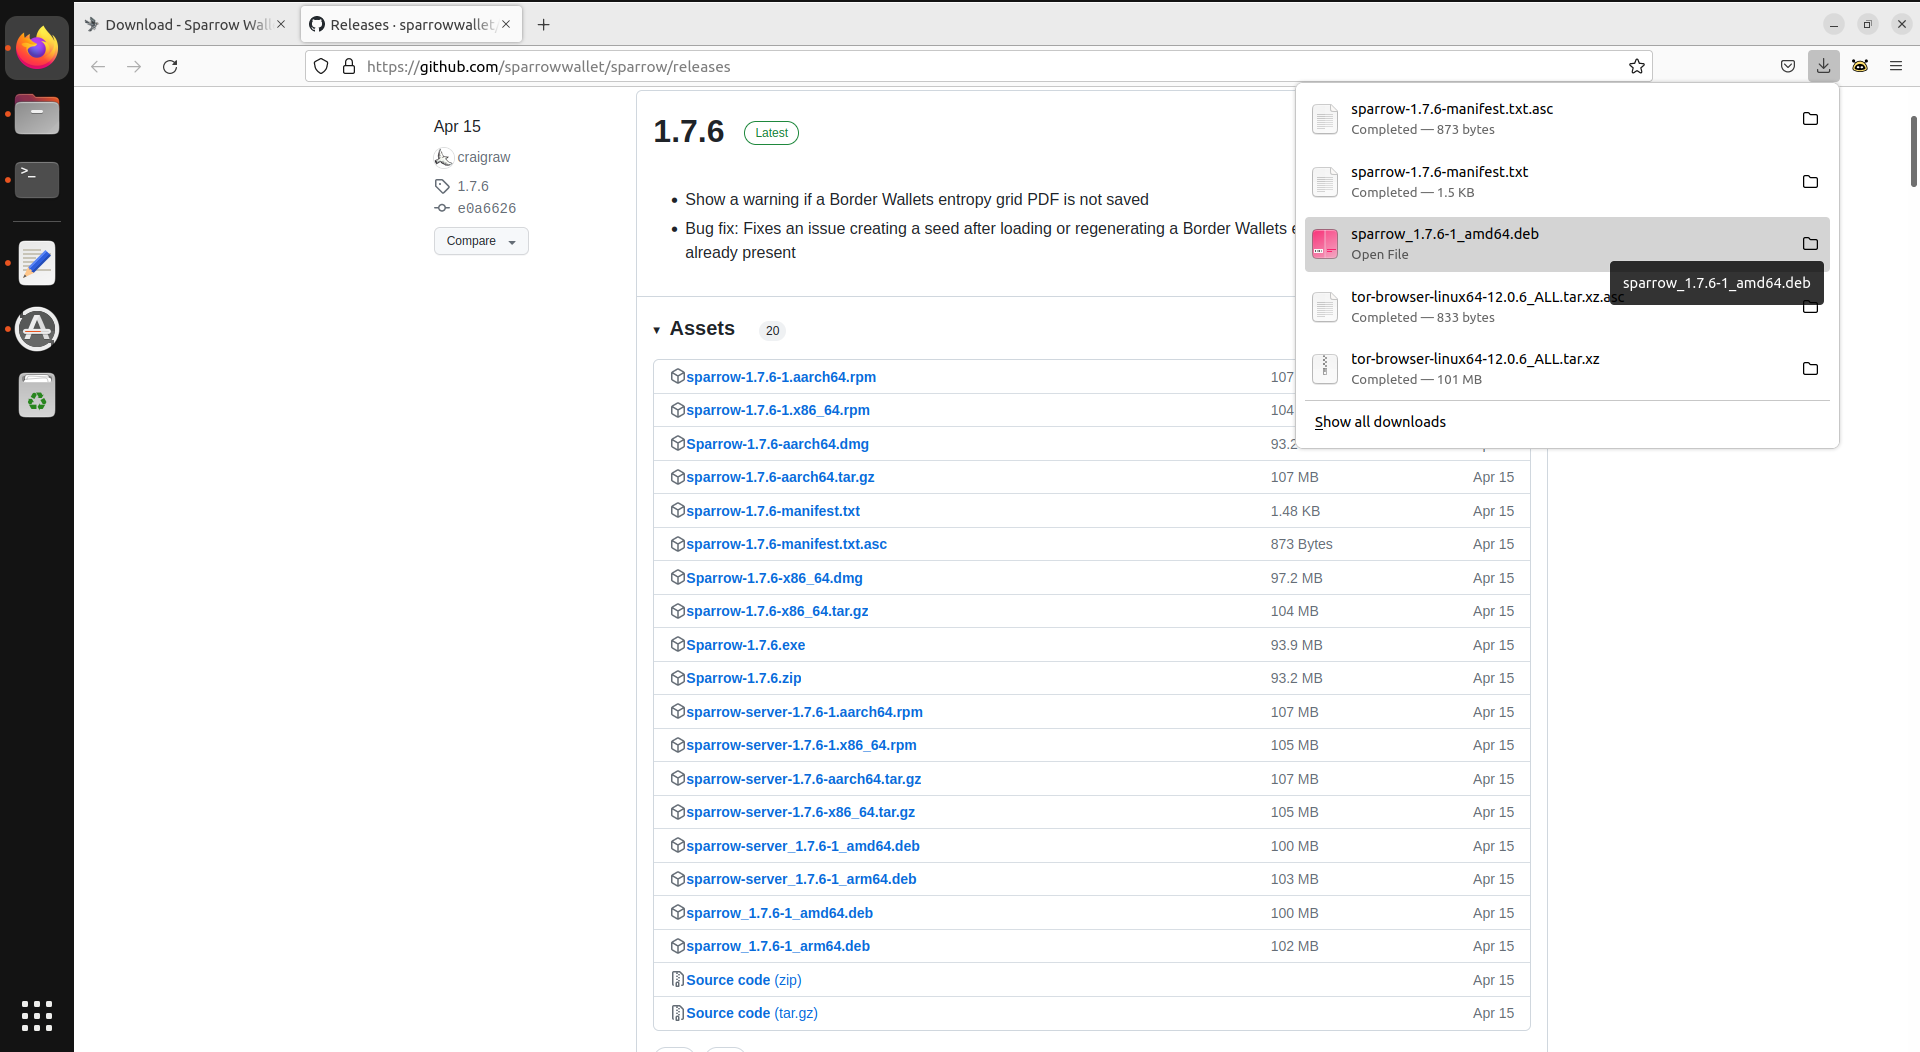 Download - Sparrow Wall
Releases · sparrowwallet/
https://github.com/sparrowwallet/sparrow/releases
Apr 15
craigraw
1.7.6
e0a6626
Compare
1.7.6
Latest
• Show a warning if a Border Wallets entropy grid PDF is not saved
• Bug fix: Fixes an issue creating a seed after loading or regenerating a Border Wallets e
already present
Assets 20
sparrow-1.7.6-1.aarch64.rpm 107
sparrow-1.7.6-1.x86_64.rpm 104
Sparrow-1.7.6-aarch64.dmg 93.2
sparrow-1.7.6-aarch64.tar.gz 107 MB Apr 15
sparrow-1.7.6-manifest.txt 1.48 KB Apr 15
sparrow-1.7.6-manifest.txt.asc 873 Bytes Apr 15
Sparrow-1.7.6-x86_64.dmg 97.2 MB Apr 15
sparrow-1.7.6-x86_64.tar.gz 104 MB Apr 15
Sparrow-1.7.6.exe 93.9 MB Apr 15
Sparrow-1.7.6.zip 93.2 MB Apr 15
sparrow-server-1.7.6-1.aarch64.rpm 107 MB Apr 15
sparrow-server-1.7.6-1.x86_64.rpm 105 MB Apr 15
sparrow-server-1.7.6-aarch64.tar.gz 107 MB Apr 15
sparrow-server-1.7.6-x86_64.tar.gz 105 MB Apr 15
sparrow-server_1.7.6-1_amd64.deb 100 MB Apr 15
sparrow-server_1.7.6-1_arm64.deb 103 MB Apr 15
sparrow_1.7.6-1_amd64.deb 100 MB Apr 15
sparrow_1.7.6-1_arm64.deb 102 MB Apr 15
Source code (zip) Apr 15
Source code (tar.gz) Apr 15
sparrow-1.7.6-manifest.txt.asc
Completed — 873 bytes
sparrow-1.7.6-manifest.txt
Completed — 1.5 KB
sparrow_1.7.6-1_amd64.deb
Open File
sparrow_1.7.6-1_amd64.deb
tor-browser-linux64-12.0.6_ALL.tar.xz.asc
Completed — 833 bytes
tor-browser-linux64-12.0.6_ALL.tar.xz
Completed — 101 MB
Show all downloads